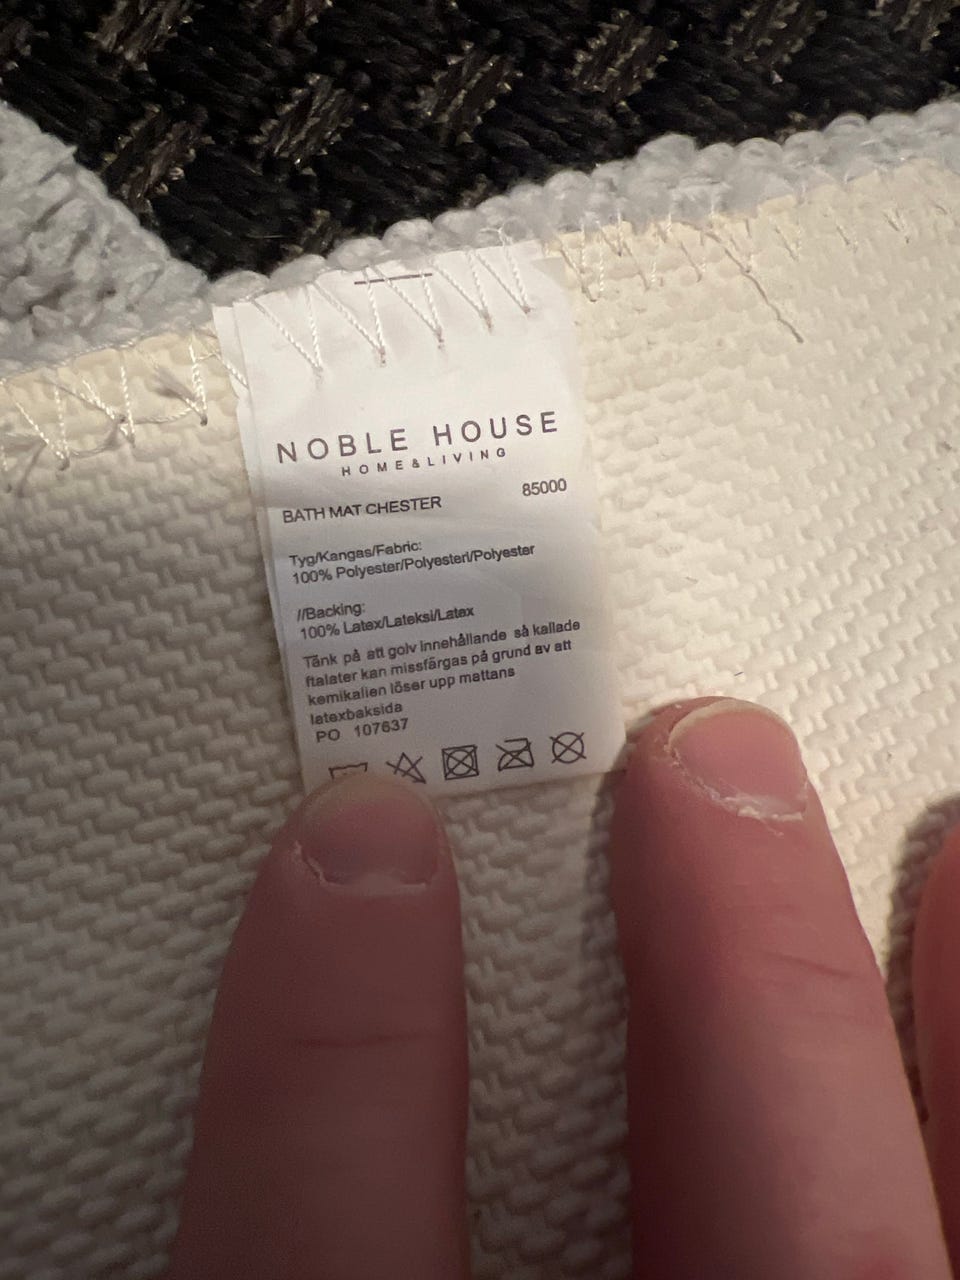 NOBLE HOUSE
HOME&LIVING
BATH MAT CHESTER 85000
Tyg/Kangas/Fabric:
100% Polyester/Polyesterl/Polyester
//Backing:
100% Latex/Lateksi/Latex
Tänk på att golv innehållande så kallade
ftalater kan missfärgas på grund av att
kemikalien löser upp mattans
latexbaksida
PO 107637